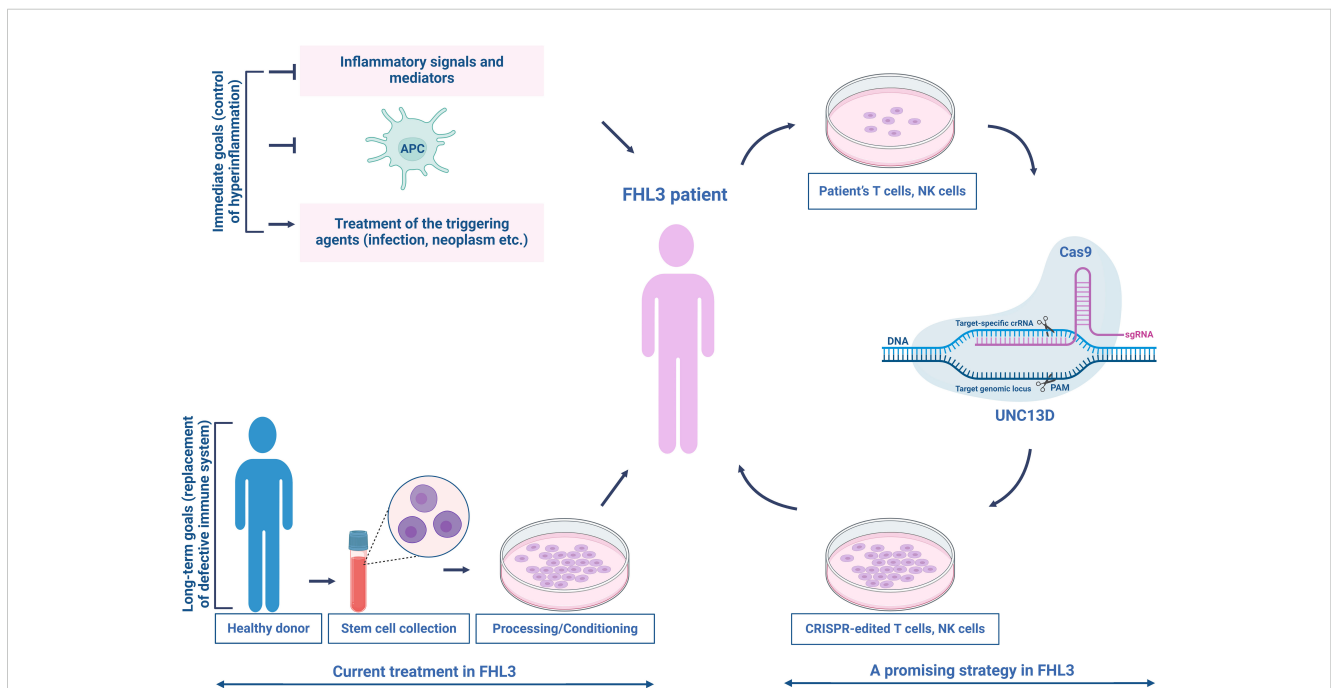 Immediate goals (control
of hyperinflammation)
Inflammatory signals and
mediators
APC
Treatment of the triggering
agents (infection, neoplasm etc.)
FHL3 patient
Patient's T cells, NK cells
Cas9
Target-specific crRNA
sgRNA
DNA
Target genomic locus
PAM
UNC13D
Long-term goals (replacement
of defective immune system)
Healthy donor
Stem cell collection
Processing/Conditioning
CRISPR-edited T cells, NK cells
Current treatment in FHL3
A promising strategy in FHL3